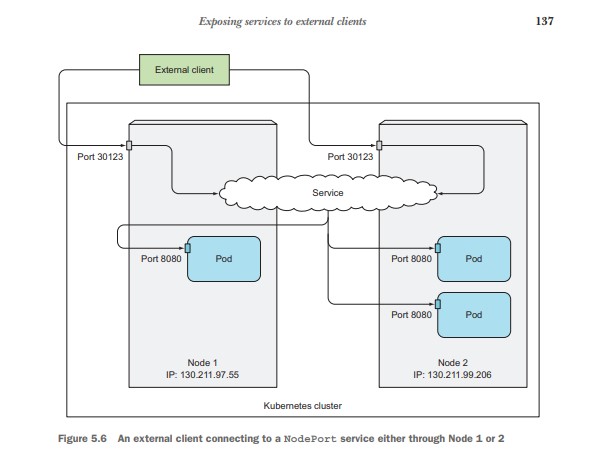 Exposing services to external clients 137
External client
Port 30123 Port 30123
Service
Port 8080 Pod Port 8080 Pod
Port 8080 Pod
Node 1 Node 2
IP: 130.211.97.55 IP: 130.211.99.206
Kubernetes cluster
Figure 5.6 An external client connecting to a NodePort service either through Node 1 or 2